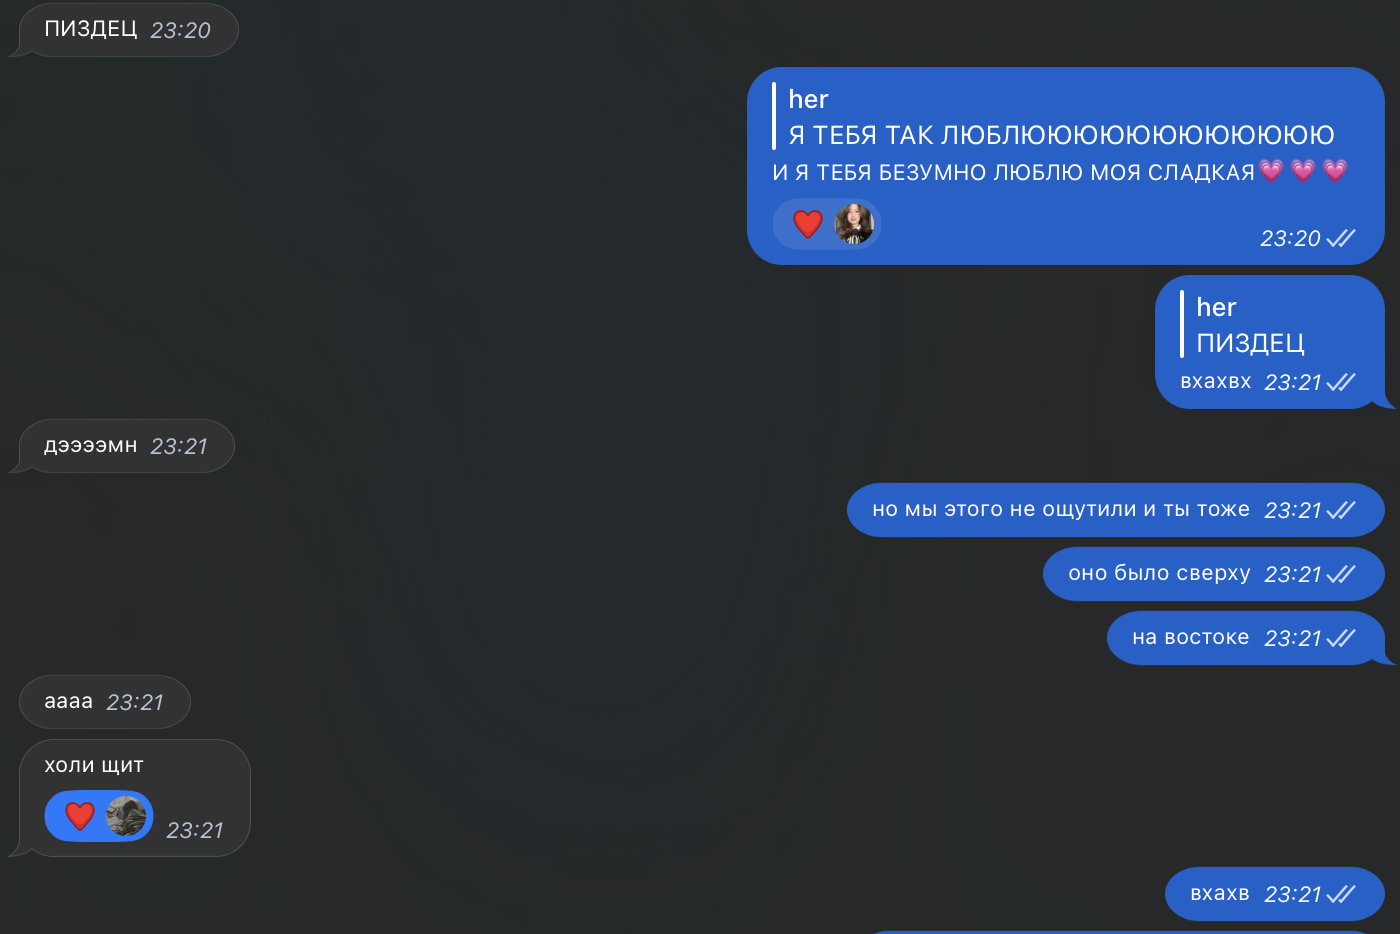 ПИЗДЕЦ 23:20
her
Я ТЕБЯ ТАК ЛЮБЛЮЮЮЮЮЮЮЮЮЮЮЮ
И Я ТЕБЯ БЕЗУМНО ЛЮБЛЮ МОЯ СЛАДКАЯ💗💗💗
❤️
23:20
her
ПИЗДЕЦ
вхахвх 23:21
дээээмн 23:21
но мы этого не ощутили и ты тоже 23:21
оно было сверху 23:21
на востоке 23:21
аааа 23:21
холи щит
❤️ 23:21
вхахв 23:21